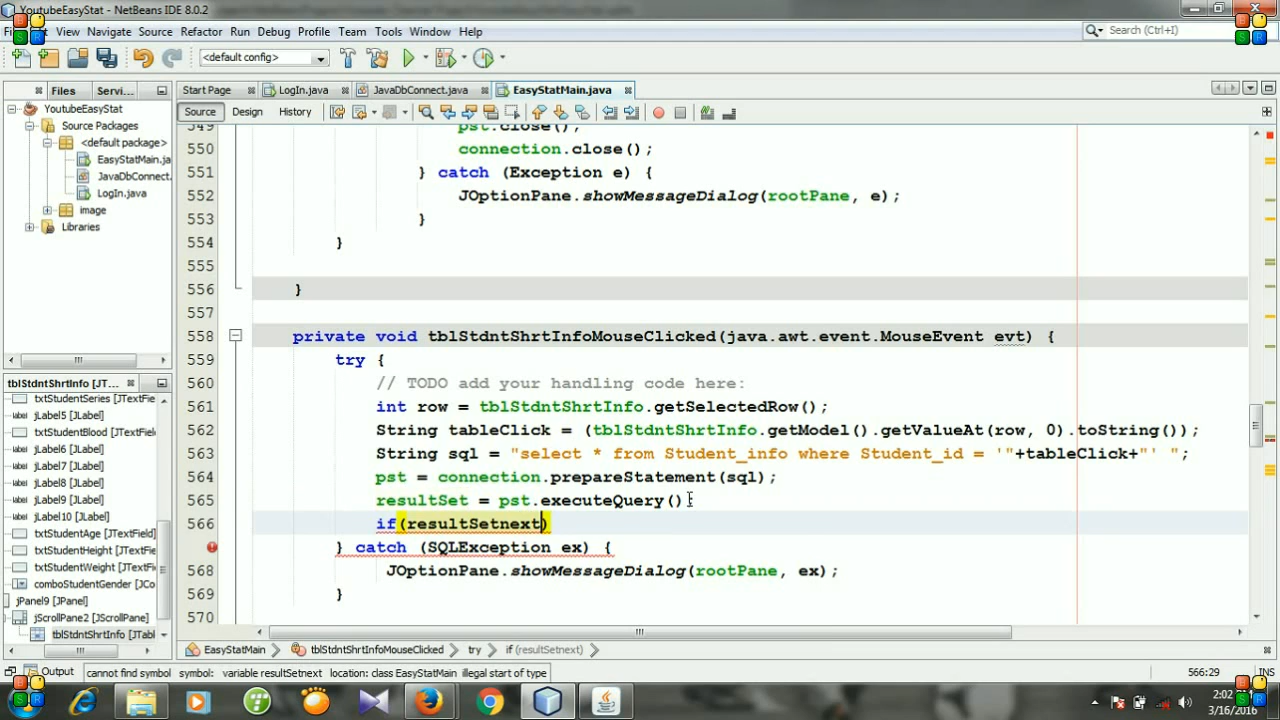 YoutubeEasyStat - NetBeans IDE 8.0.2
View Navigate Source Refactor Run Debug Profile Team Tools Window Help
Search (Ctrl+I)
<default config>
Files Servi...
Start Page LogIn.java JavaDbConnect.java EasyStatMain.java
Source Design History
YoutubeEasyStat
Source Packages
<default package>
EasyStatMain.ja
JavaDbConnect.
LogIn.java
image
Libraries
549 pst.close();
550 connection.close();
551 } catch (Exception e) {
552 JOptionPane.showMessageDialog(rootPane, e);
553 }
554 }
555
556 }
557
558 private void tblStdntShrtInfoMouseClicked(java.awt.event.MouseEvent evt) {
559 try {
560 // TODO add your handling code here:
561 int row = tblStdntShrtInfo.getSelectedRow();
562 String tableClick = (tblStdntShrtInfo.getModel().getValueAt(row, 0).toString());
563 String sql = "select * from Student_info where Student_id = '"+tableClick+"' ";
564 pst = connection.prepareStatement(sql);
565 resultSet = pst.executeQuery()
566 if(resultSetnext)
} catch (SQLException ex) {
568 JOptionPane.showMessageDialog(rootPane, ex);
569 }
570
tblStdntShrtInfo [JT...
txtStudentSeries [JTextFie
jLabel5 [JLabel]
txtStudentBlood [JTextField
jLabel6 [JLabel]
jLabel7 [JLabel]
jLabel8 [JLabel]
jLabel9 [JLabel]
jLabel10 [JLabel]
txtStudentAge [JTextField]
txtStudentHeight [JTextFie
txtStudentWeight [JTextFie
comboStudentGender [JCo
jPanel9 [JPanel]
jScrollPane2 [JScrollPane]
tblStdntShrtInfo [JTabl
EasyStatMain tblStdntShrtInfoMouseClicked try if (resultSetnext)
Output cannot find symbol symbol: variable resultSetnext location: class EasyStatMain illegal start of type 566:29 INS
3/16/2016